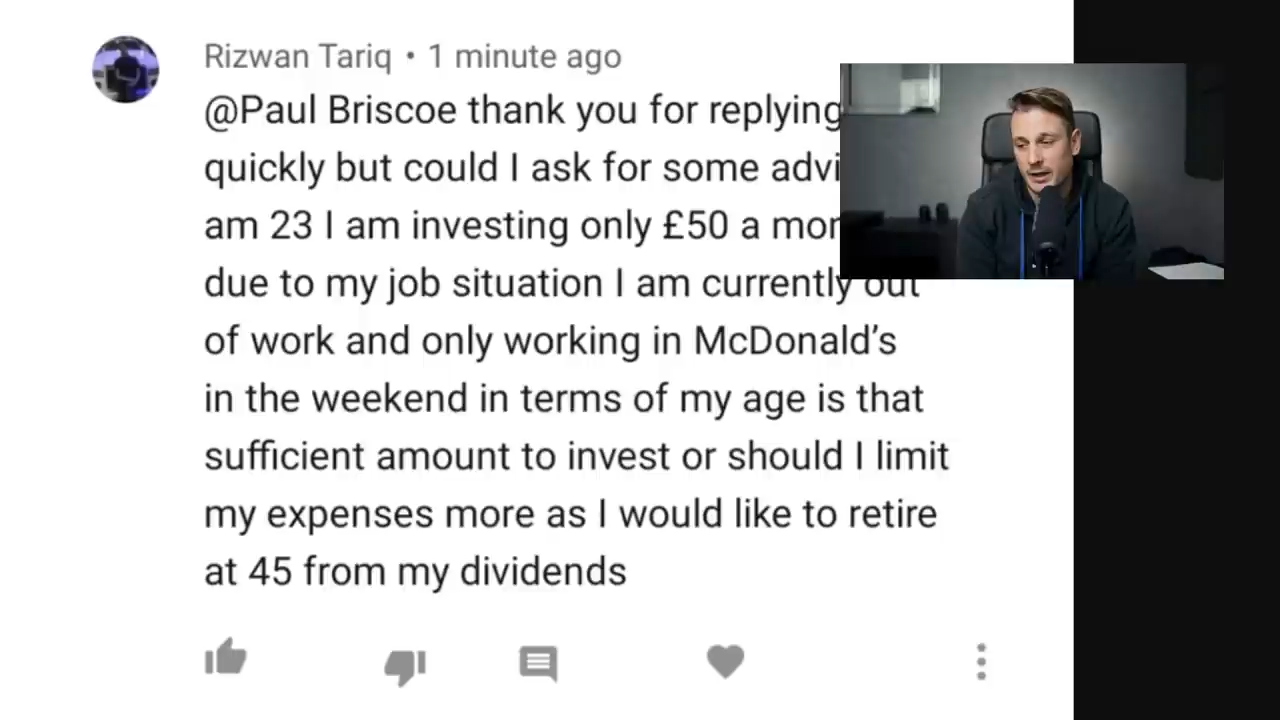 Rizwan Tariq • 1 minute ago
@Paul Briscoe thank you for replying
quickly but could I ask for some
am 23 I am investing only £50 a
due to my job situation I am currently out
of work and only working in McDonald's
in the weekend in terms of my age is that
sufficient amount to invest or should I limit
my expenses more as I would like to retire
at 45 from my dividends